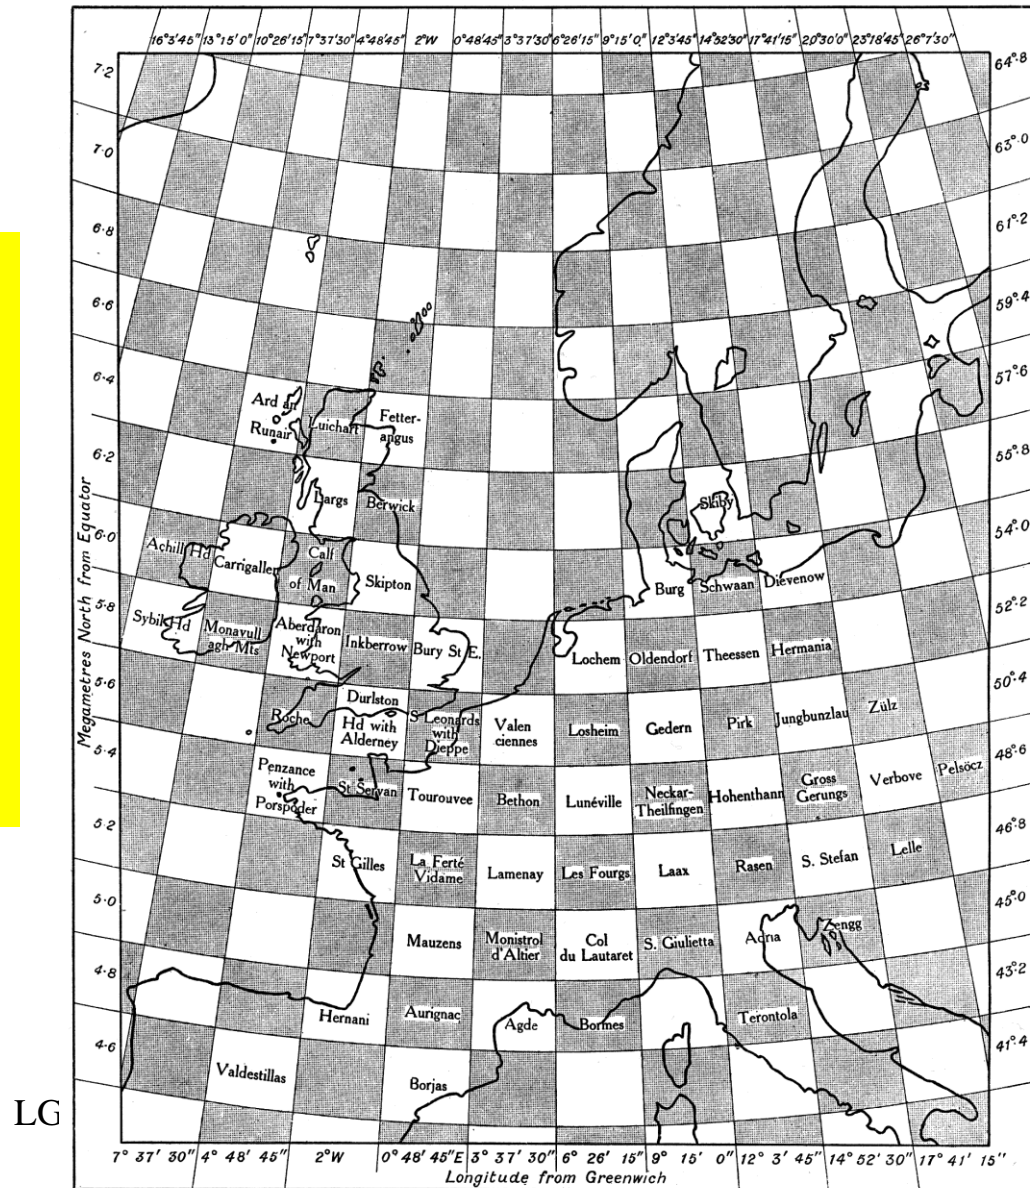 16°3'45" 13°15'0" 10°26'15" 7°37'30" 4°48'45" 2°W 0°48'45" 3°37'30" 6°26'15" 9°15'0" 12°3'45" 14°52'30" 17°41'15" 20°30'0" 23°18'45" 26°7'30"
7·2
7·0
6·8
6·6
6·4
6·2
6·0
5·8
5·6
5·4
5·2
5·0
4·8
4·6
64°·8
63°·0
61°·2
59°·4
57°·6
55°·8
54°·0
52°·2
50°·4
48°·6
46°·8
45°·0
43°·2
41°·4
Megametres North from Equator
Ard an
Runair
Luichart
Fetter-
angus
Largs
Berwick
Skiby
Achill Hd
Carrigaller
Calf
of Man
Skipton
Burg
Schwaan
Dievenow
Sybil Hd
Monavull
agh Mts
Aberdaron
with
Newport
Inkberrow
Bury St E.
Lochem
Oldendorf
Theessen
Hermania
Roche
Durlston
Hd with
Alderney
St Leonards
with
Dieppe
Valen
ciennes
Losheim
Gedern
Pirk
Jungbunzlau
Zülz
Penzance
with
Porspoder
St Servan
Tourouvee
Bethon
Lunéville
Neckar-
Theilfingen
Hohenthann
Gross
Gerungs
Verbove
Pelsöcz
St Gilles
La Ferté
Vidame
Lamenay
Les Fourgs
Laax
Rasen
S. Stefan
Lelle
Mauzens
Monistrol
d'Altier
Col
du Lautaret
S. Giulietta
Zengg
Hernani
Aurignac
Agde
Bormes
Terontola
Valdestillas
Borjas
LG
7° 37' 30" 4° 48' 45" 2°W 0° 48' 45"E 3° 37' 30" 6° 26' 15" 9° 15' 0" 12° 3' 45" 14° 52' 30" 17° 41' 15"
Longitude from Greenwich